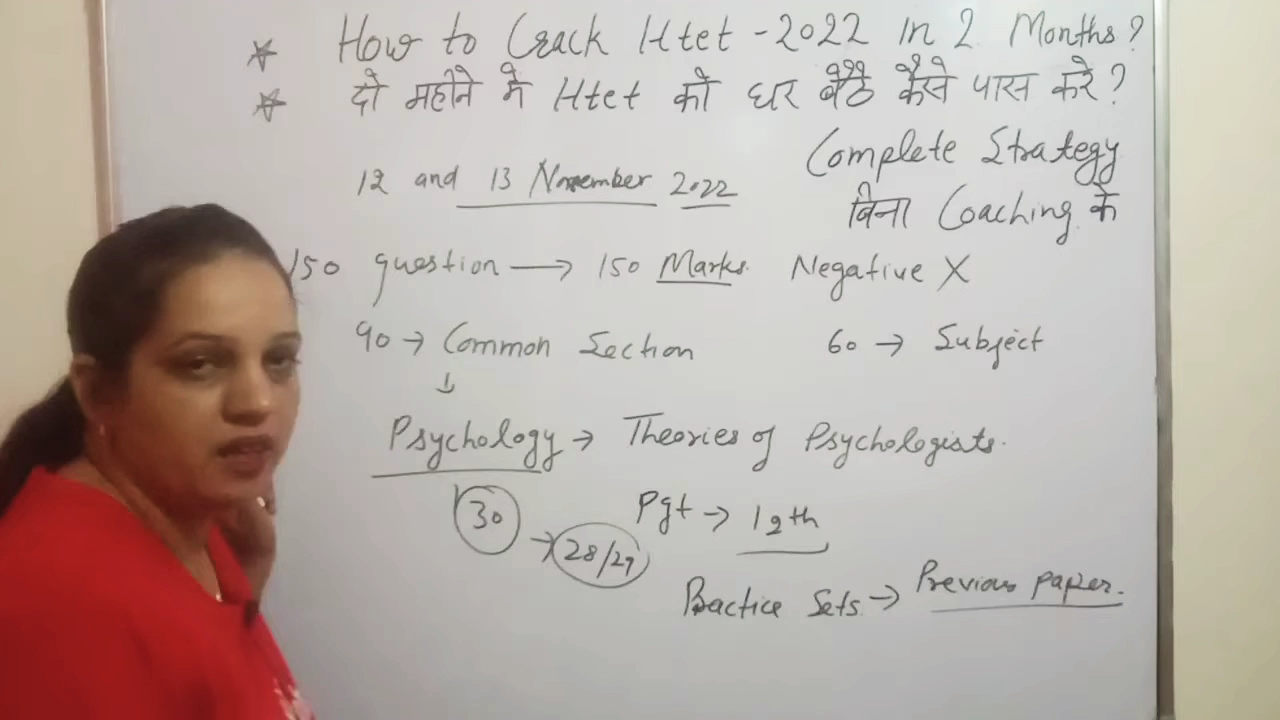 * How to Crack Htet - 2022 in 2 Months?
* दो महीने मे Htet को घर बैठे कैसे पास करे?
Complete Strategy
12 and 13 November 2022
बिना Coaching के
150 question → 150 Marks. Negative X
90 → Common Section 60 → Subject
↓
Psychology → Theories of Psychologists.
30 → 28/29
Pgt → 12th
Practice Sets → Previous paper.